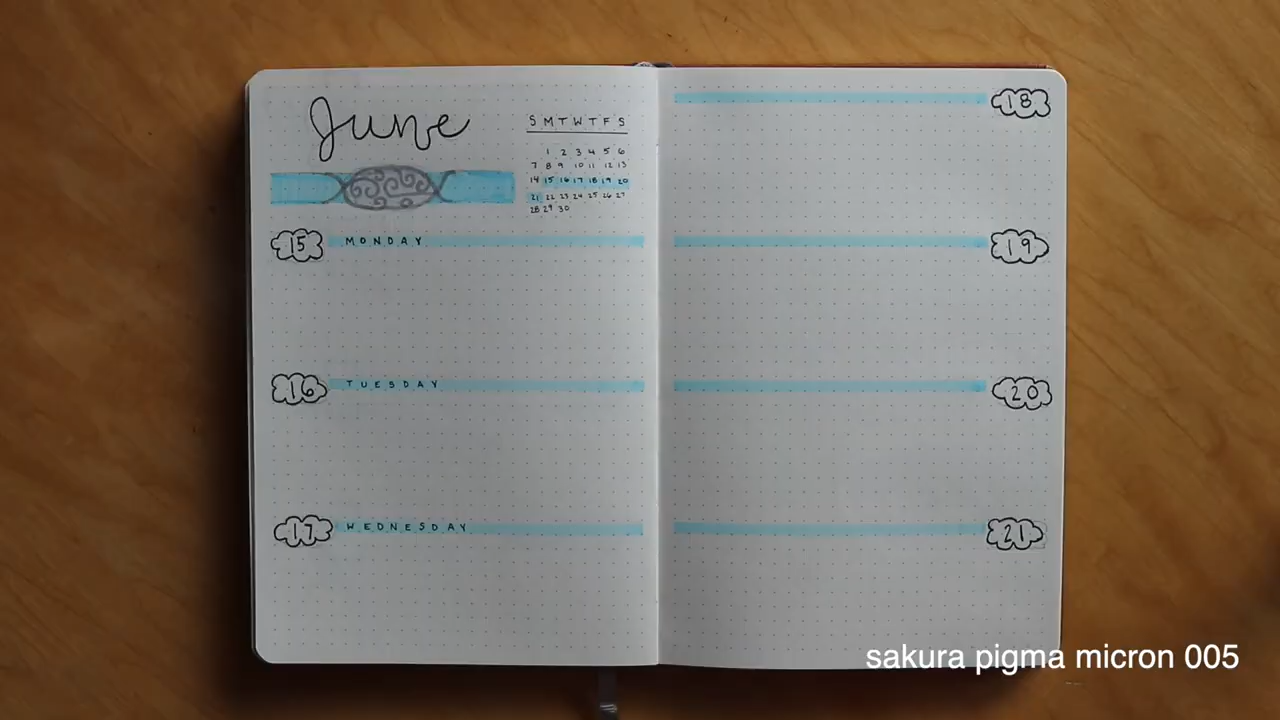 June
S M T W T F S
1 2 3 4 5 6
7 8 9 10 11 12 13
14 15 16 17 18 19 20
21 22 23 24 25 26 27
28 29 30
15 MONDAY
16 TUESDAY
17 WEDNESDAY
18
19
20
21
sakura pigma micron 005